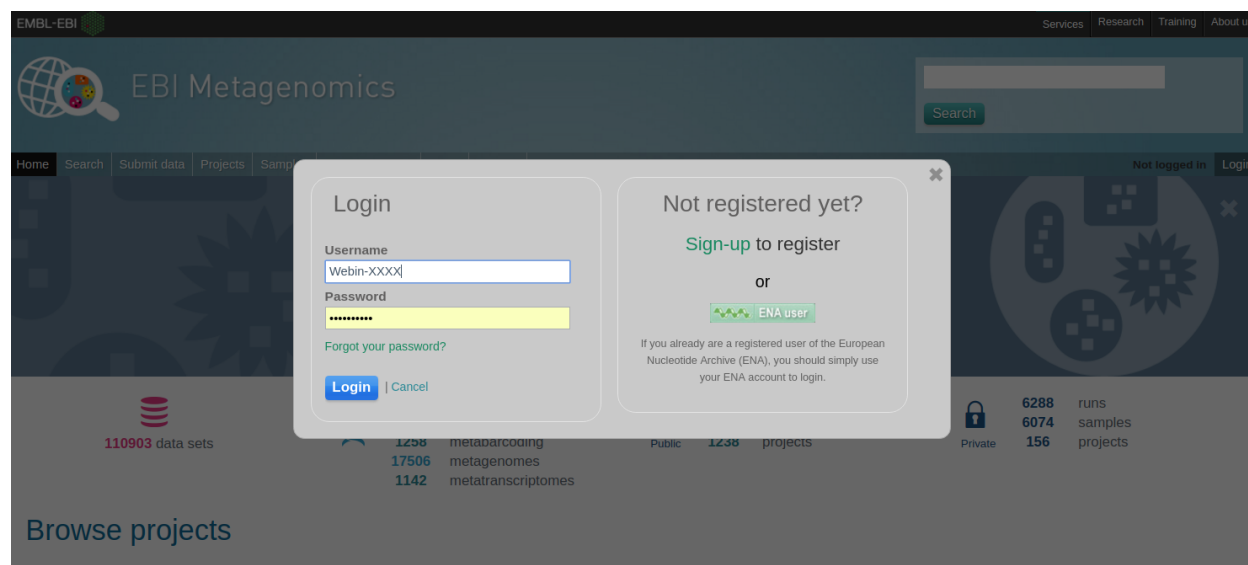 EMBL-EBI
Services Research Training About u
EBI Metagenomics
Search
Home Search Submit data Projects Samp
Not logged in Login
Login
Username
Webin-XXXX
Password
••••••••••
Forgot your password?
Login | Cancel
Not registered yet?
Sign-up to register
or
ENA user
If you already are a registered user of the European
Nucleotide Archive (ENA), you should simply use
your ENA account to login.
110903 data sets
1258 metabarcoding
17506 metagenomes
1142 metatranscriptomes
Public 1238 projects
Private
6288 runs
6074 samples
156 projects
Browse projects